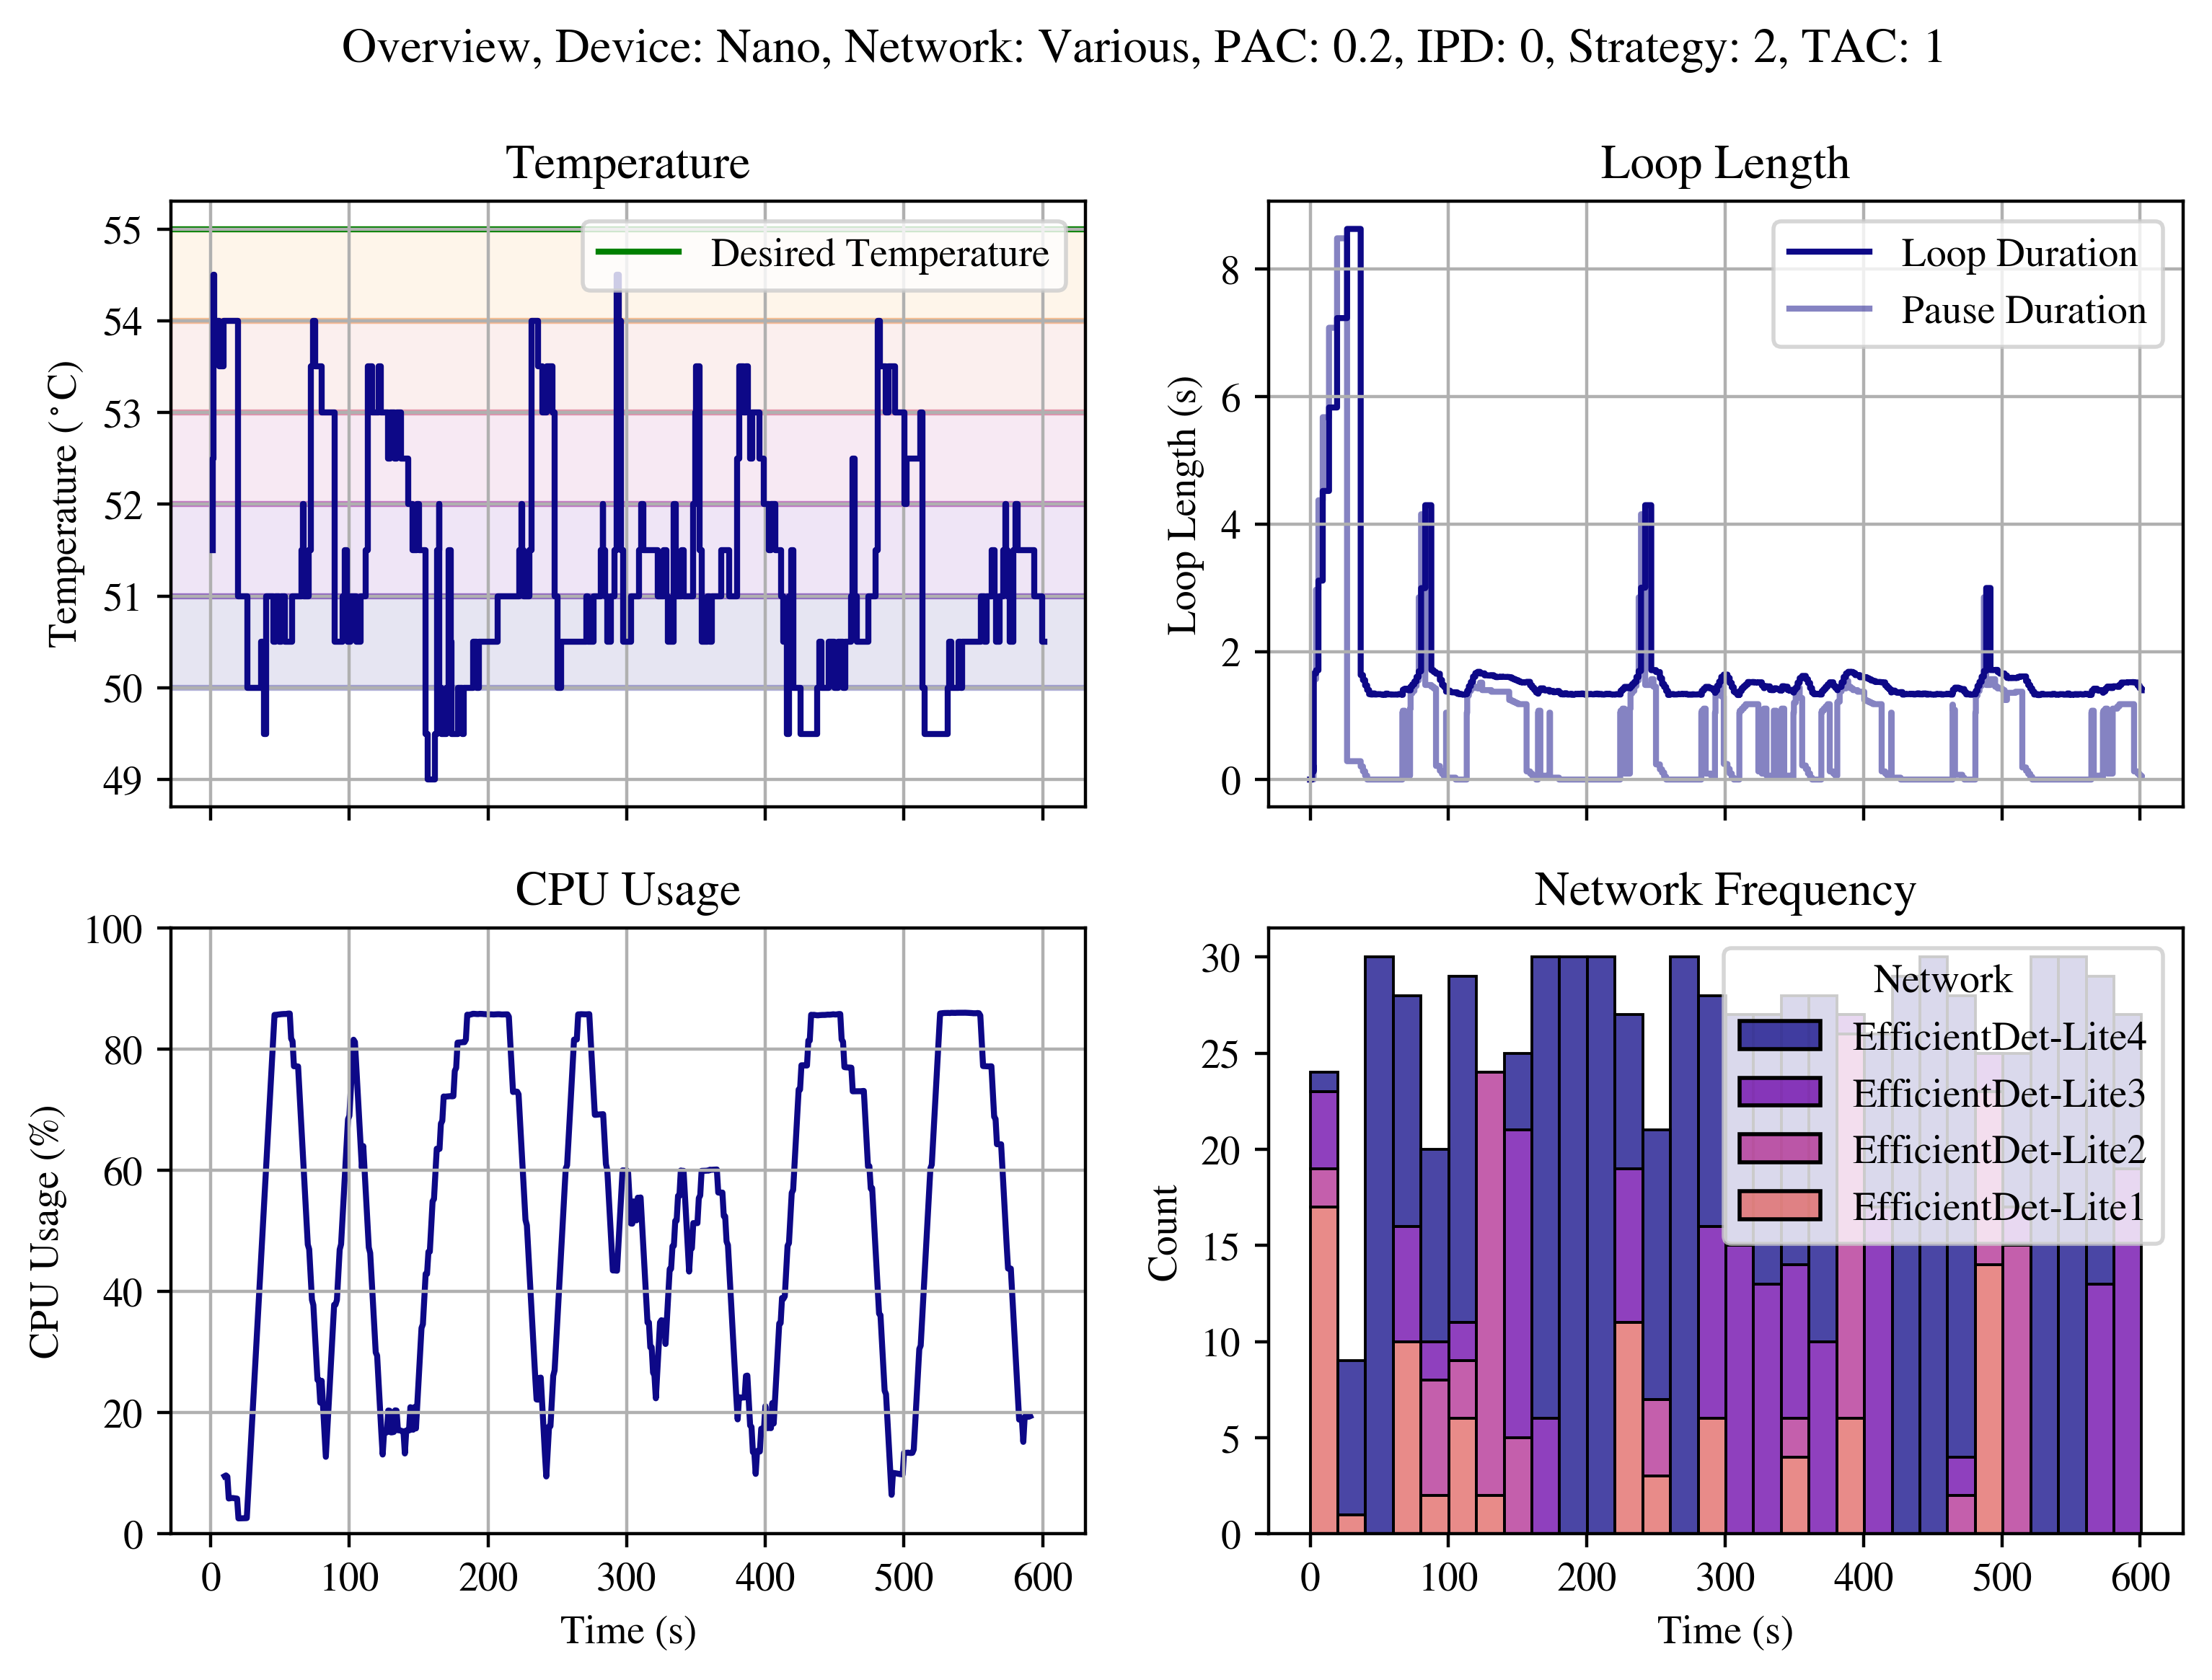 Overview, Device: Nano, Network: Various, PAC: 0.2, IPD: 0, Strategy: 2, TAC: 1
Temperature
Temperature (°C)
55
54
53
52
51
50
49
Desired Temperature
Loop Length
Loop Length (s)
8
6
4
2
0
Loop Duration
Pause Duration
CPU Usage
CPU Usage (%)
100
80
60
40
20
0
0 100 200 300 400 500 600
Time (s)
Network Frequency
Count
30
25
20
15
10
5
0
Network
EfficientDet-Lite4
EfficientDet-Lite3
EfficientDet-Lite2
EfficientDet-Lite1
0 100 200 300 400 500 600
Time (s)